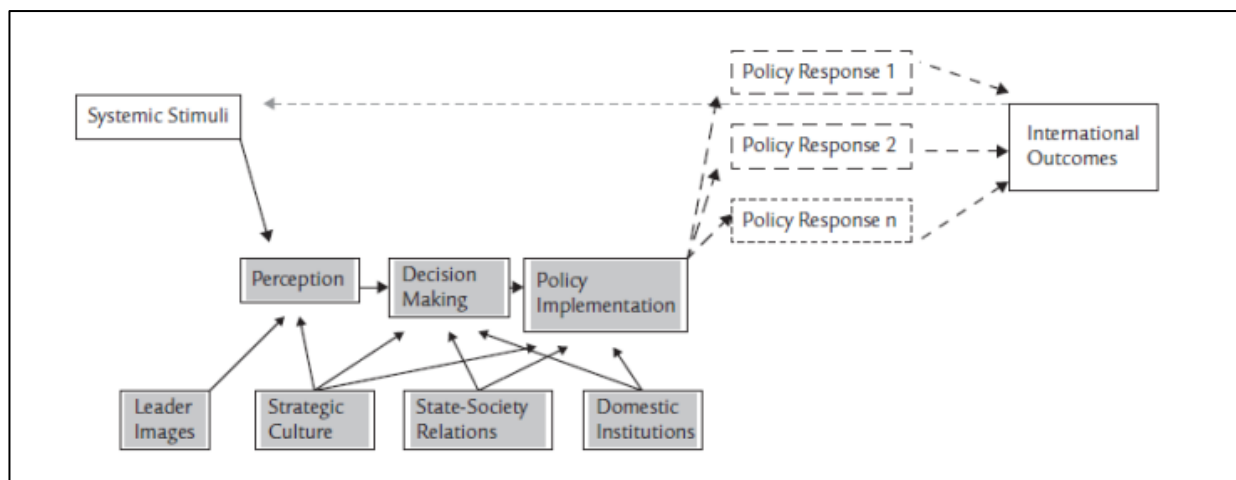 Policy Response 1
Systemic Stimuli
Policy Response 2
International
Outcomes
Policy Response n
Perception
Decision
Making
Policy
Implementation
Leader
Images
Strategic
Culture
State-Society
Relations
Domestic
Institutions